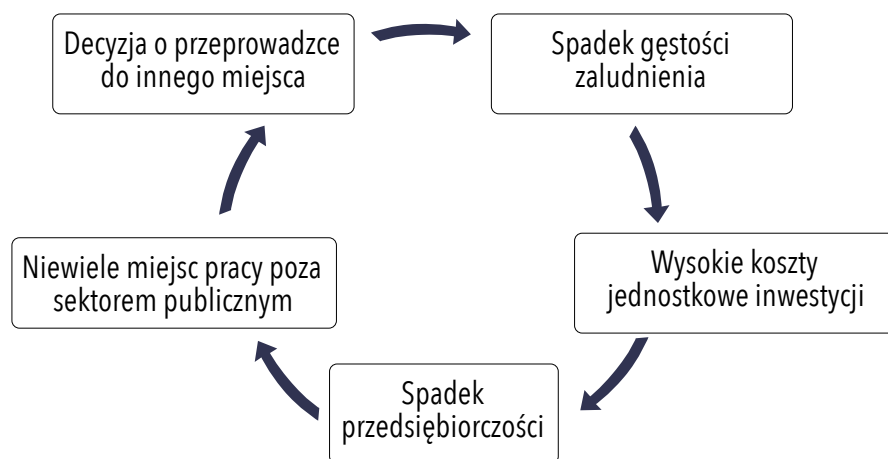 Decyzja o przeprowadzce
do innego miejsca
Spadek gęstości
zaludnienia
Wysokie koszty
jednostkowe inwestycji
Spadek
przedsiębiorczości
Niewiele miejsc pracy poza
sektorem publicznym